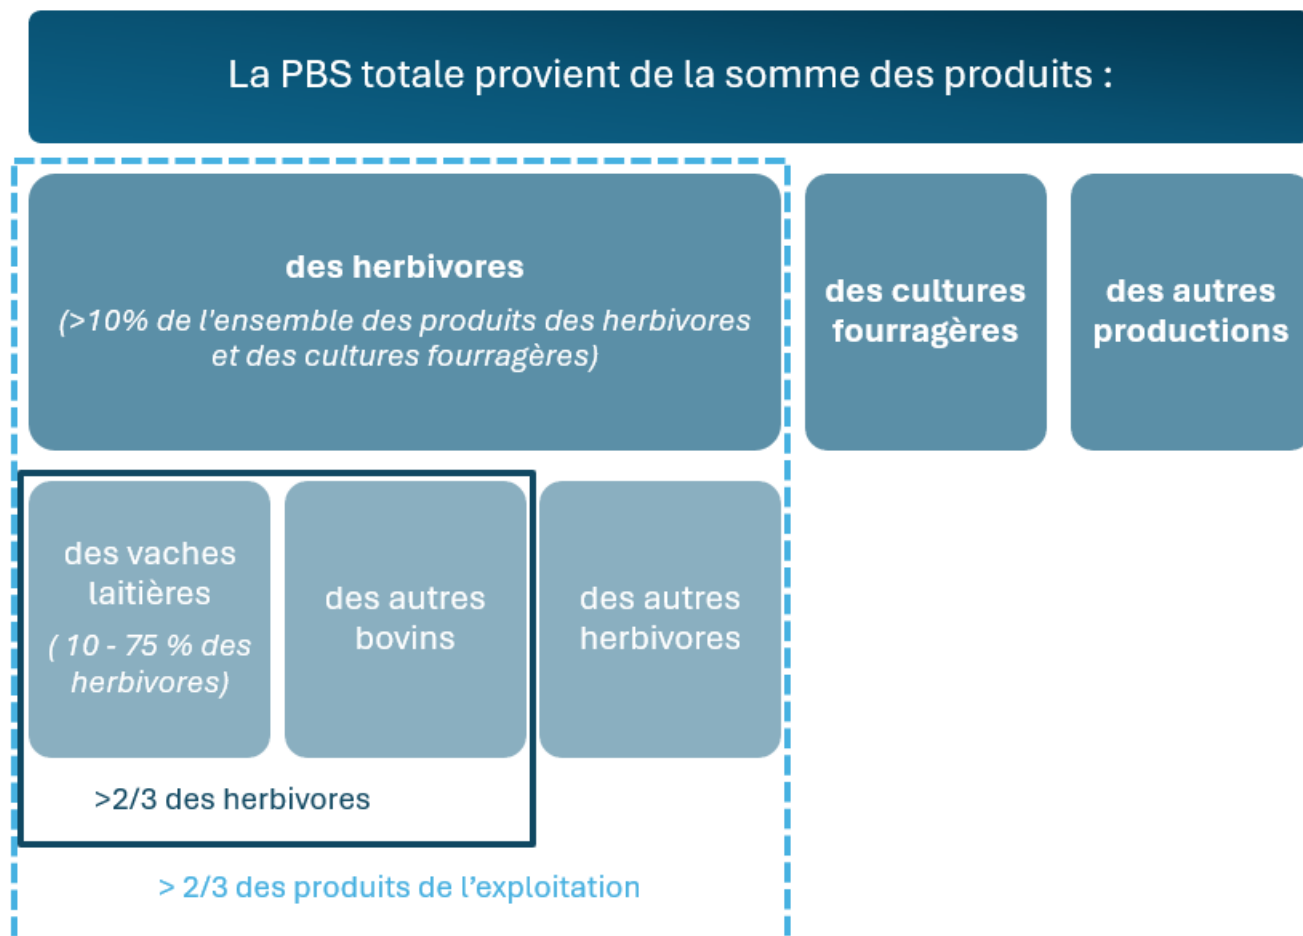 La PBS totale provient de la somme des produits :
des herbivores
(>10% de l'ensemble des produits des herbivores
et des cultures fourragères)
des cultures
fourragères
des autres
productions
des vaches
laitières
( 10 - 75 % des
herbivores)
des autres
bovins
des autres
herbivores
>2/3 des herbivores
> 2/3 des produits de l’exploitation